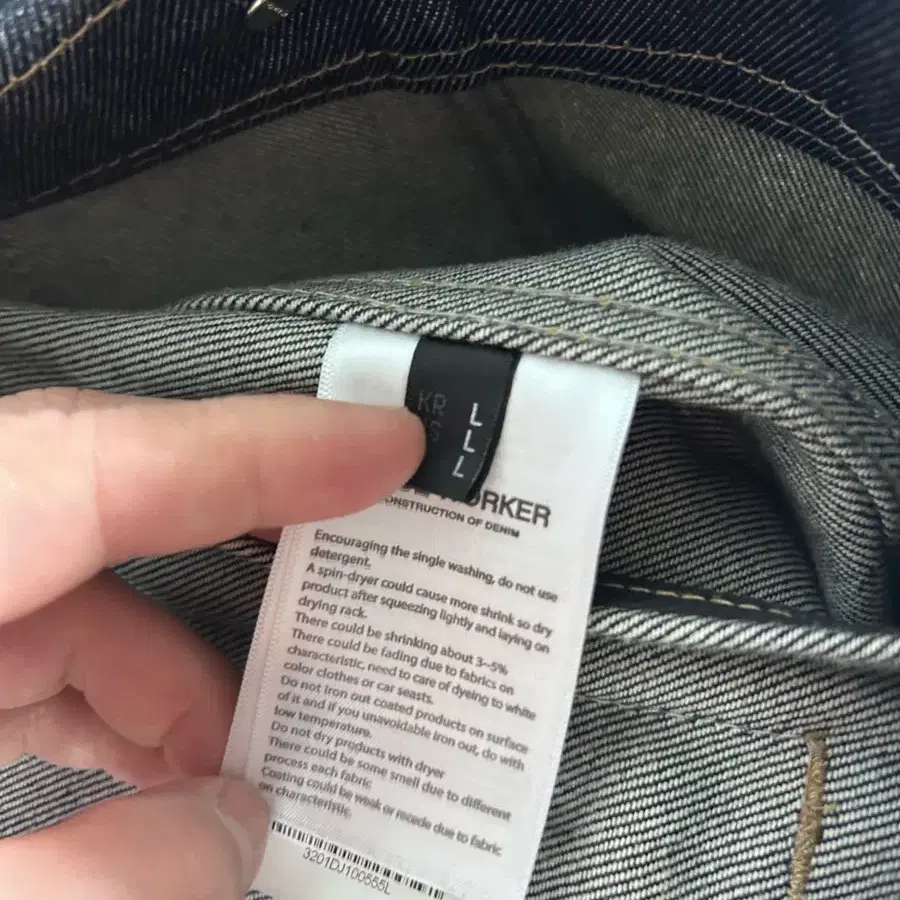 KR
L
L
L
ORKER
CONSTRUCTION OF DENIM
Encouraging the single washing, do not use
detergent.
A spin-dryer could cause more shrink so dry
product after squeezing lightly and laying on
drying rack.
There could be shrinking about 3~5%
There could be fading due to fabrics on
characteristic, need to care of dyeing to white
color clothes or car seasts.
Do not iron out coated products on surface
of it and if you unavoidable iron out, do with
low temperature.
Do not dry products with dryer
There could be some smell due to different
process each fabric
Coating could be weak or recede due to fabric
on characteristic.
3201DJ100555L